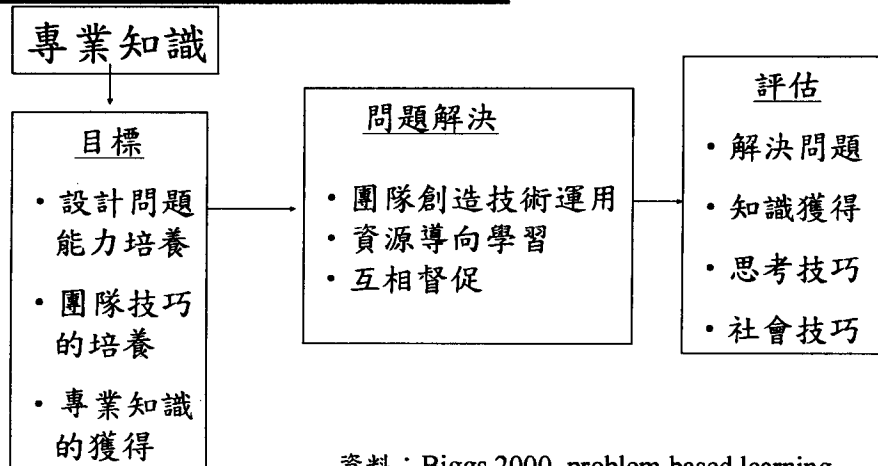 專業知識
目標
・設計問題
能力培養
・團隊技巧
的培養
・專業知識
的獲得
問題解決
・團隊創造技術運用
・資源導向學習
・互相督促
評估
・解決問題
・知識獲得
・思考技巧
・社會技巧
資料：Biggs 2000, problem based learning